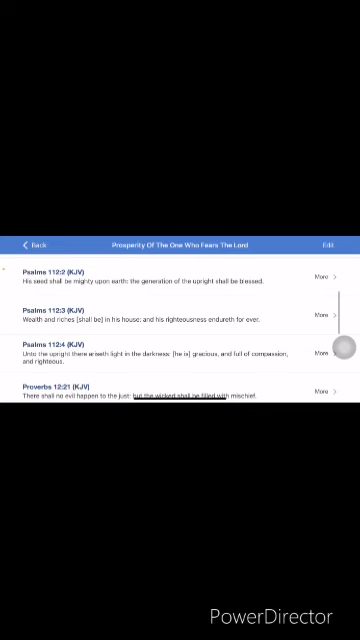 Back Prosperity Of The One Who Fears The Lord Edit
Psalms 112:2 (KJV)
His seed shall be mighty upon earth: the generation of the upright shall be blessed.
More
Psalms 112:3 (KJV)
Wealth and riches [shall be] in his house: and his righteousness endureth for ever.
More
Psalms 112:4 (KJV)
Unto the upright there ariseth light in the darkness: [he is] gracious, and full of compassion,
and righteous.
More
Proverbs 12:21 (KJV)
There shall no evil happen to the just: but the wicked shall be filled with mischief.
More
PowerDirector